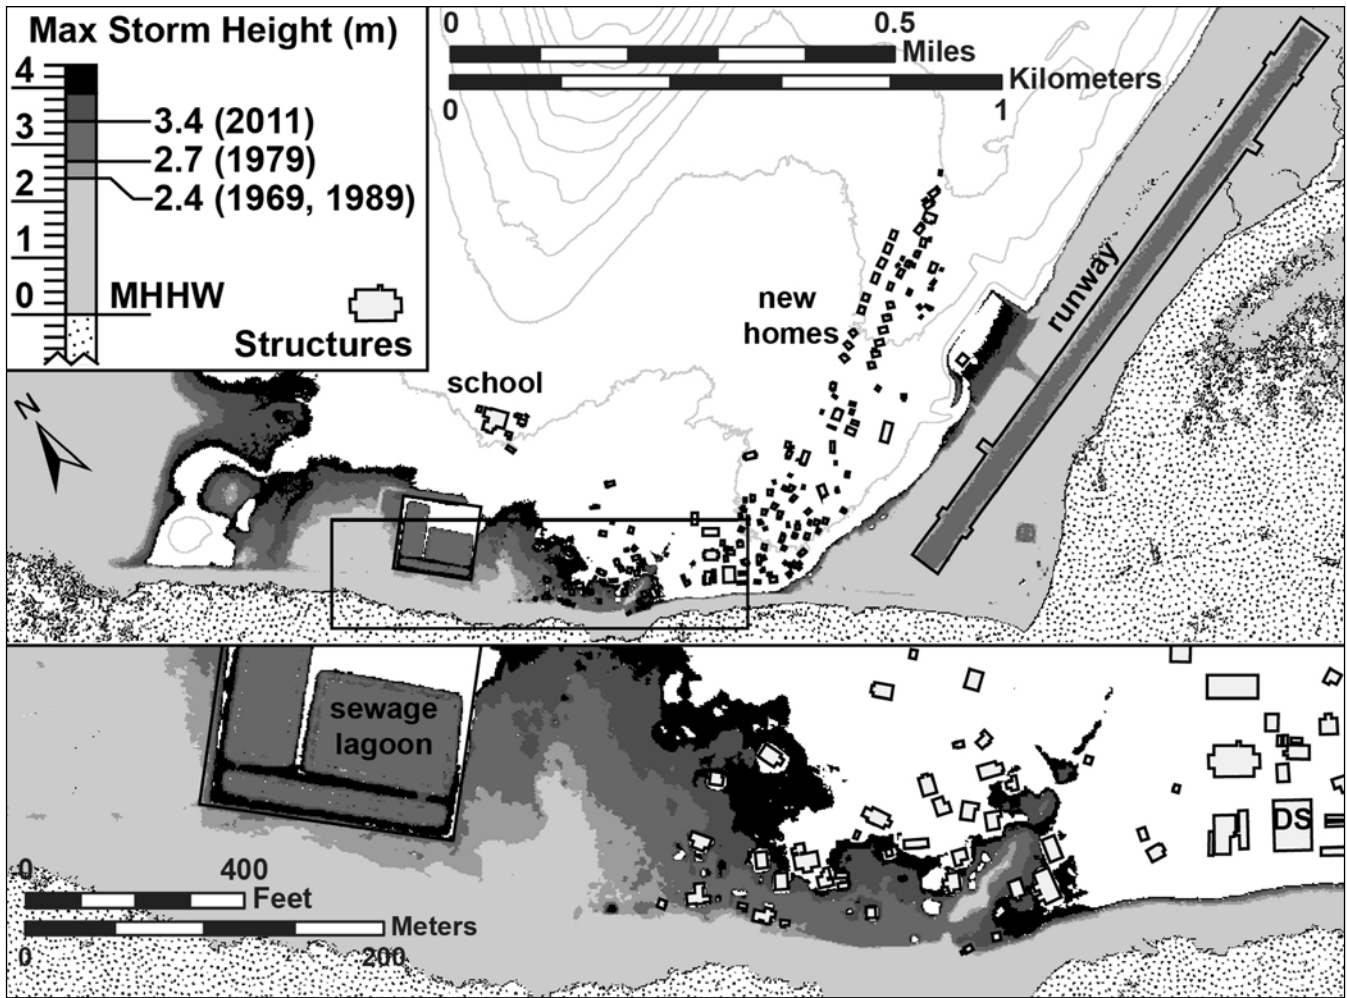 Max Storm Height (m)
4
3
2
1
0
3.4 (2011)
2.7 (1979)
2.4 (1969, 1989)
MHHW
Structures
0 0.5
Miles
Kilometers
0 1
N
runway
new
homes
school
sewage
lagoon
DS
0 400
Feet
Meters
0 200